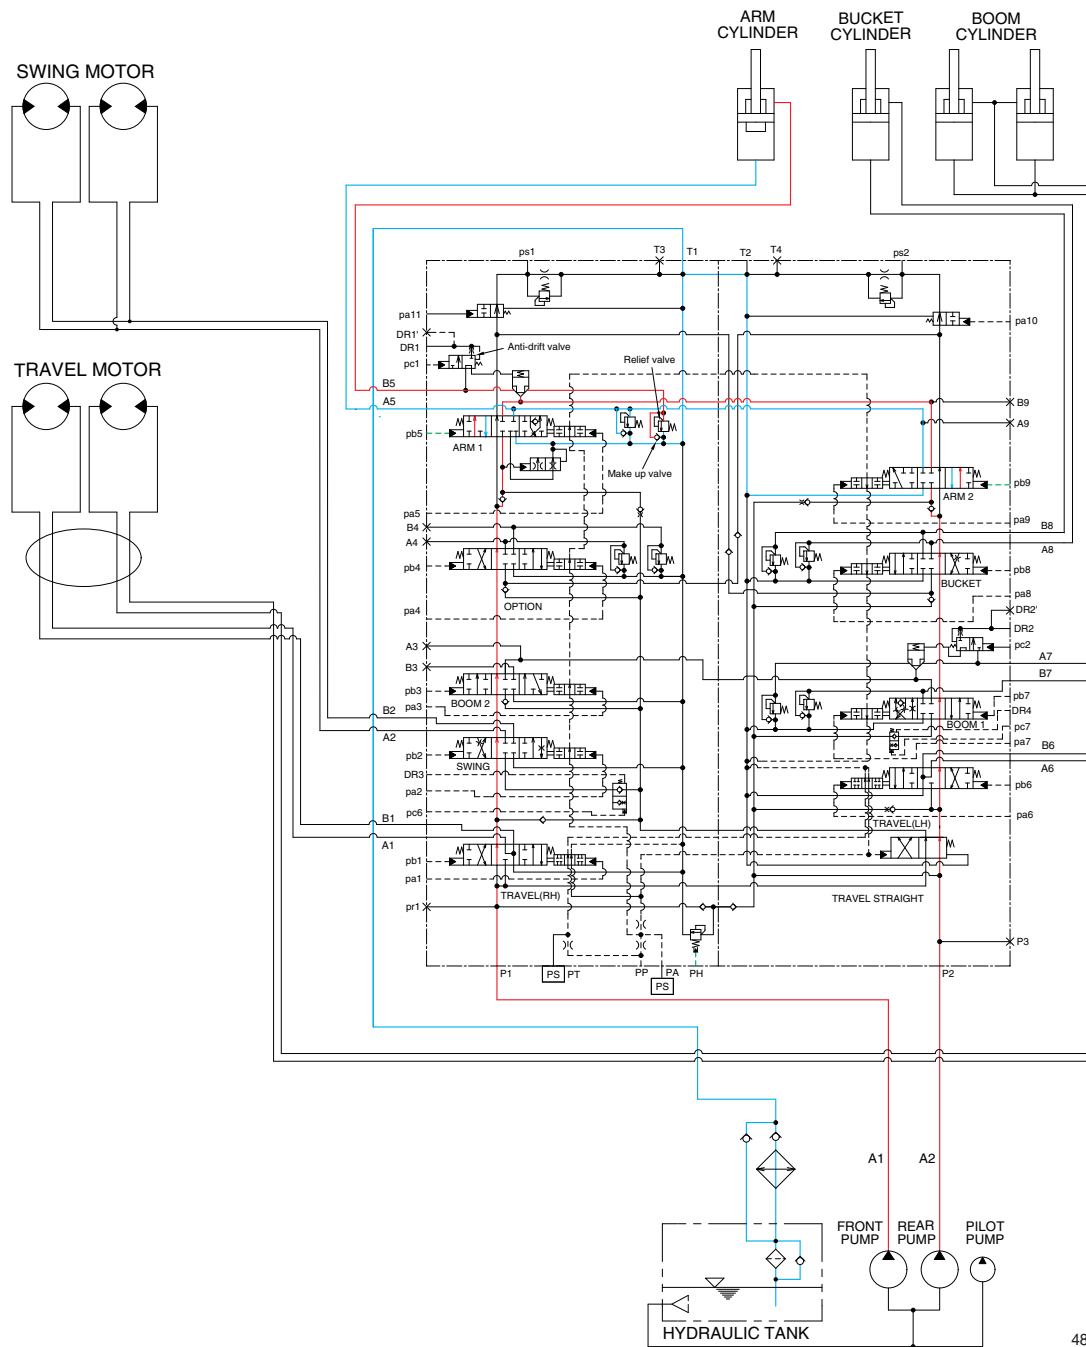 ARM
CYLINDER
BUCKET
CYLINDER
BOOM
CYLINDER
SWING MOTOR
TRAVEL MOTOR
ps1
T3
T1
T2
T4
ps2
pa11
DR1'
DR1
pc1
Anti-drift valve
Relief valve
pa10
B5
A5
B9
A9
pb5
ARM 1
Make up valve
ARM 2
pb9
pa5
pa9
B4
A4
B8
A8
pb4
OPTION
BUCKET
pb8
pa4
pa8
DR2'
DR2
pc2
A3
B3
A7
B7
pb3
BOOM 2
pa3
pb7
BOOM 1
DR4
pc7
pa7
B2
A2
pb2
SWING
DR3
pa2
pc6
B6
A6
pb6
pa6
TRAVEL(LH)
B1
A1
pb1
pa1
TRAVEL(RH)
TRAVEL STRAIGHT
pr1
P3
P1
PS
PT
PP
PA
PS
PH
P2
A1
A2
FRONT
PUMP
REAR
PUMP
PILOT
PUMP
HYDRAULIC TANK
48